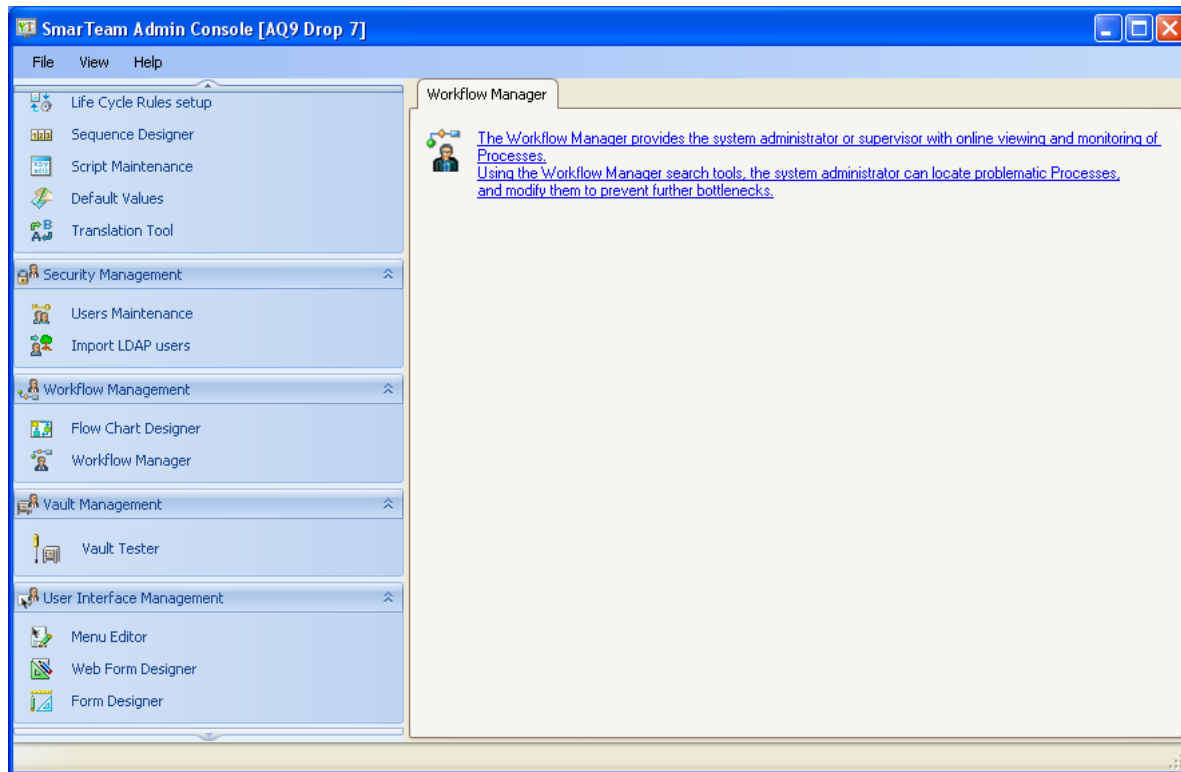 SmarTeam Admin Console [AQ9 Drop 7]
File View Help
Life Cycle Rules setup
Sequence Designer
Script Maintenance
Default Values
Translation Tool
Security Management
Users Maintenance
Import LDAP users
Workflow Management
Flow Chart Designer
Workflow Manager
Vault Management
Vault Tester
User Interface Management
Menu Editor
Web Form Designer
Form Designer
Workflow Manager
The Workflow Manager provides the system administrator or supervisor with online viewing and monitoring of
Processes.
Using the Workflow Manager search tools, the system administrator can locate problematic Processes,
and modify them to prevent further bottlenecks.